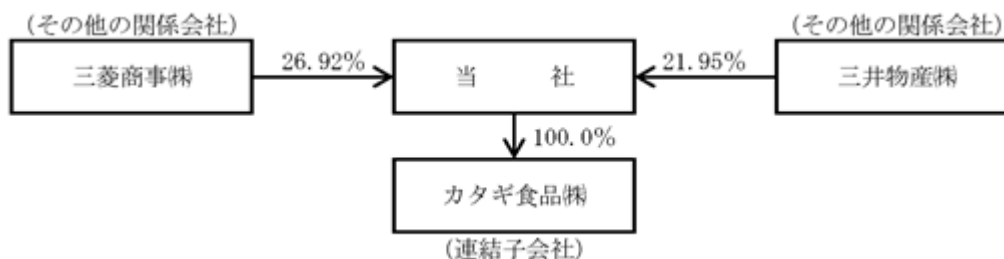 (その他の関係会社)
三菱商事㈱
26.92%
当　　社
21.95%
(その他の関係会社)
三井物産㈱
100.0%
カタギ食品㈱
(連結子会社)